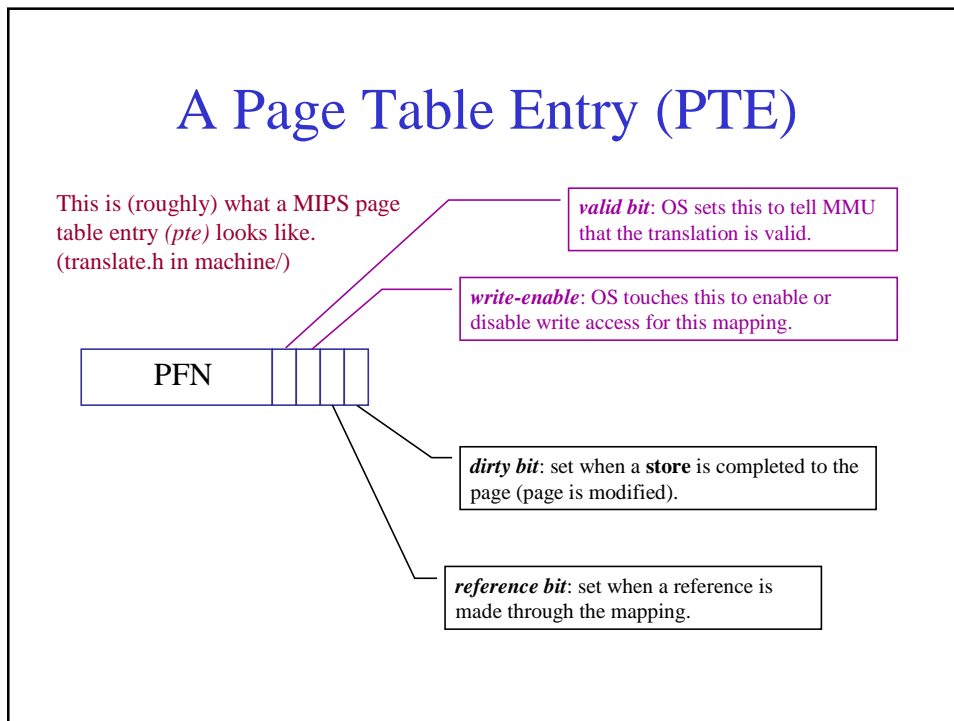 A Page Table Entry (PTE)
This is (roughly) what a MIPS page
table entry (pte) looks like.
(translate.h in machine/)
valid bit: OS sets this to tell MMU
that the translation is valid.
write-enable: OS touches this to enable or
disable write access for this mapping.
PFN
dirty bit: set when a store is completed to the
page (page is modified).
reference bit: set when a reference is
made through the mapping.